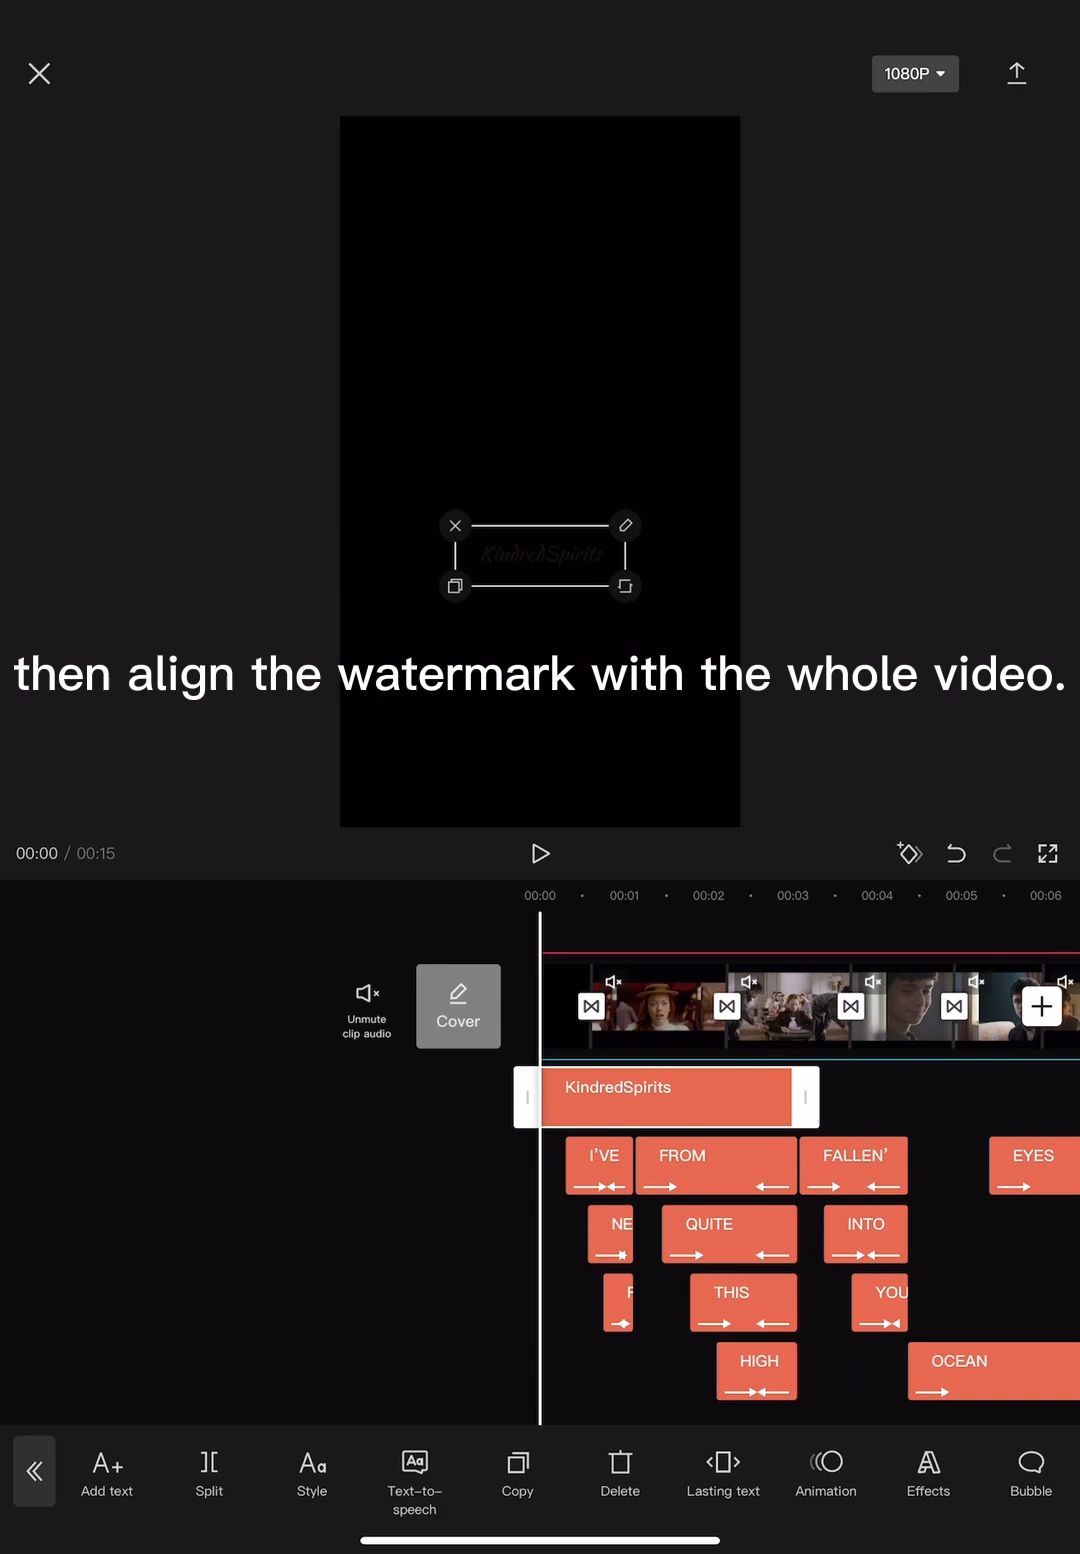 1080P
KindredSpirits
then align the watermark with the whole video.
00:00 / 00:15
00:00 00:01 00:02 00:03 00:04 00:05 00:06
Unmute
clip audio
Cover
KindredSpirits
I'VE FROM FALLEN' EYES
NE QUITE INTO
F THIS YOU
HIGH OCEAN
Add text Split Style Text-to-
speech Copy Delete Lasting text Animation Effects Bubble